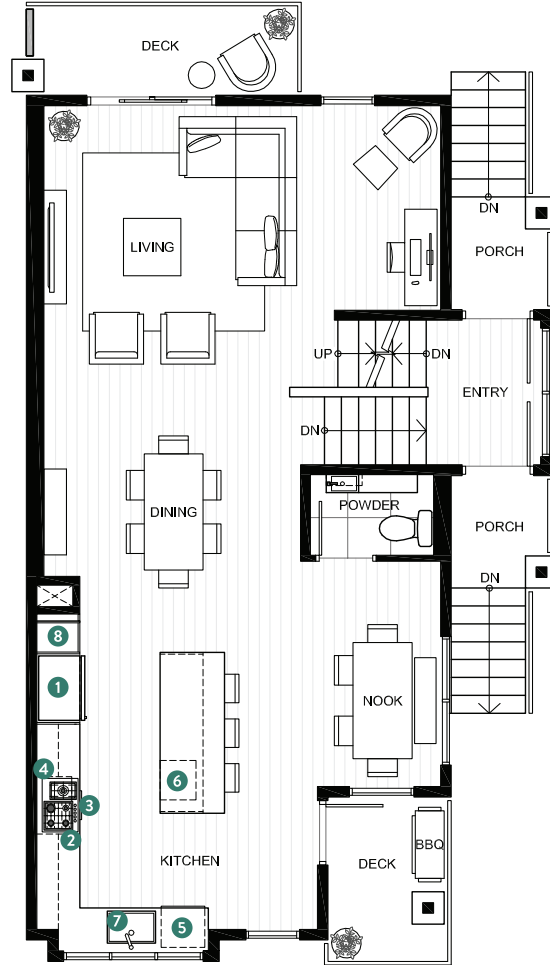 DECK
DN
PORCH
LIVING
UP
DN
ENTRY
DN
POWDER
DINING
PORCH
DN
8
1
NOOK
4
6
3
2
KITCHEN
DECK
BBQ
7
5